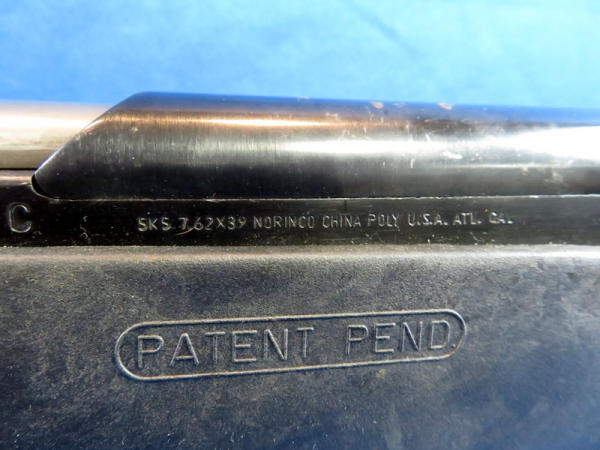 C
SKS 7.62X39 NORINCO CHINA POLY U.S.A. ATL. GA.
PATENT PEND.